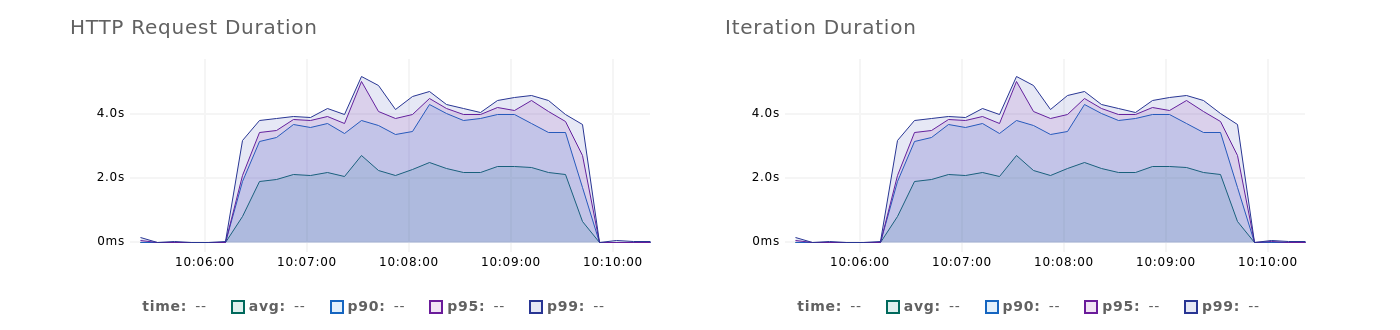 HTTP Request Duration
4.0s
2.0s
0ms
10:06:00 10:07:00 10:08:00 10:09:00 10:10:00
time: -- avg: -- p90: -- p95: -- p99: --
Iteration Duration
4.0s
2.0s
0ms
10:06:00 10:07:00 10:08:00 10:09:00 10:10:00
time: -- avg: -- p90: -- p95: -- p99: --